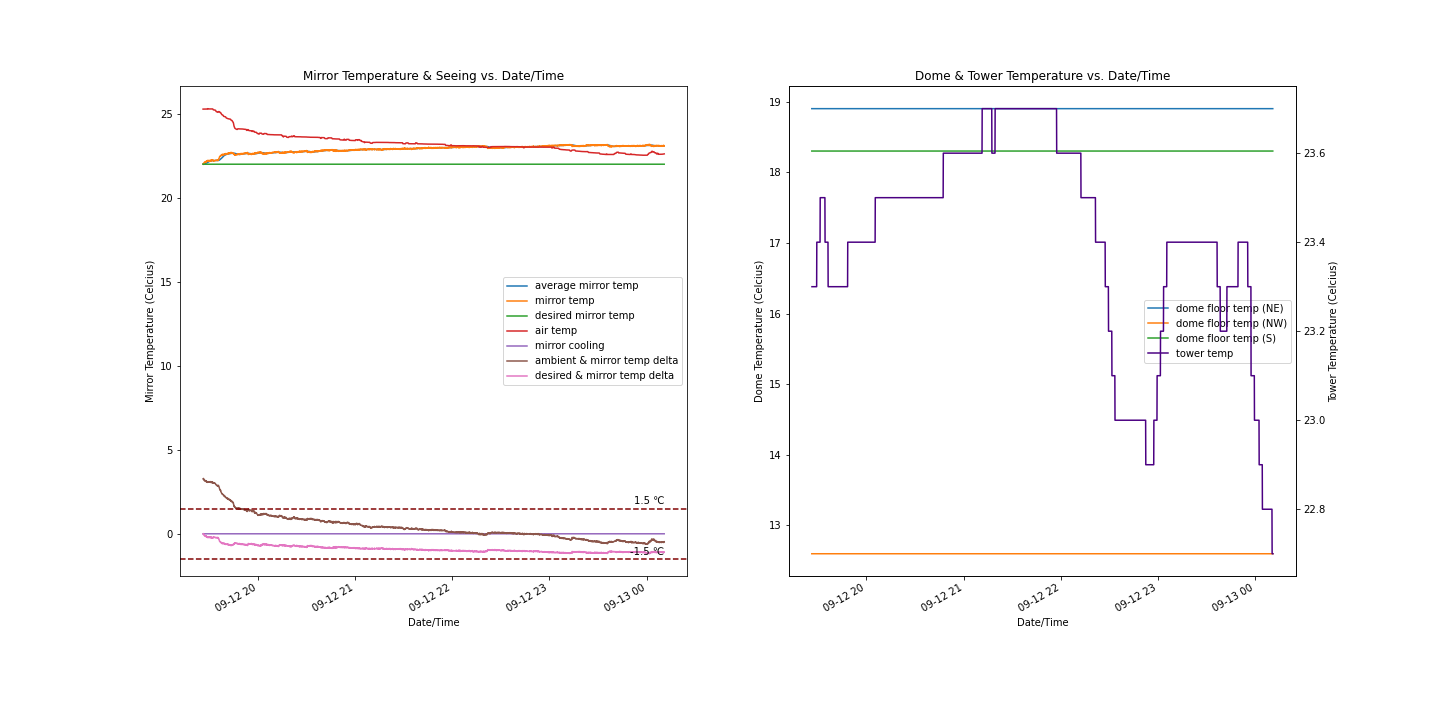 Mirror Temperature & Seeing vs. Date/Time
Mirror Temperature (Celcius)
25
20
15
10
5
0
average mirror temp
mirror temp
desired mirror temp
air temp
mirror cooling
ambient & mirror temp delta
desired & mirror temp delta
1.5 °C
-1.5 °C
09-12 20
09-12 21
09-12 22
09-12 23
09-13 00
Date/Time
Dome & Tower Temperature vs. Date/Time
Dome Temperature (Celcius)
19
18
17
16
15
14
13
dome floor temp (NE)
dome floor temp (NW)
dome floor temp (S)
tower temp
23.6
23.4
23.2
23.0
22.8
Tower Temperature (Celcius)
09-12 20
09-12 21
09-12 22
09-12 23
09-13 00
Date/Time